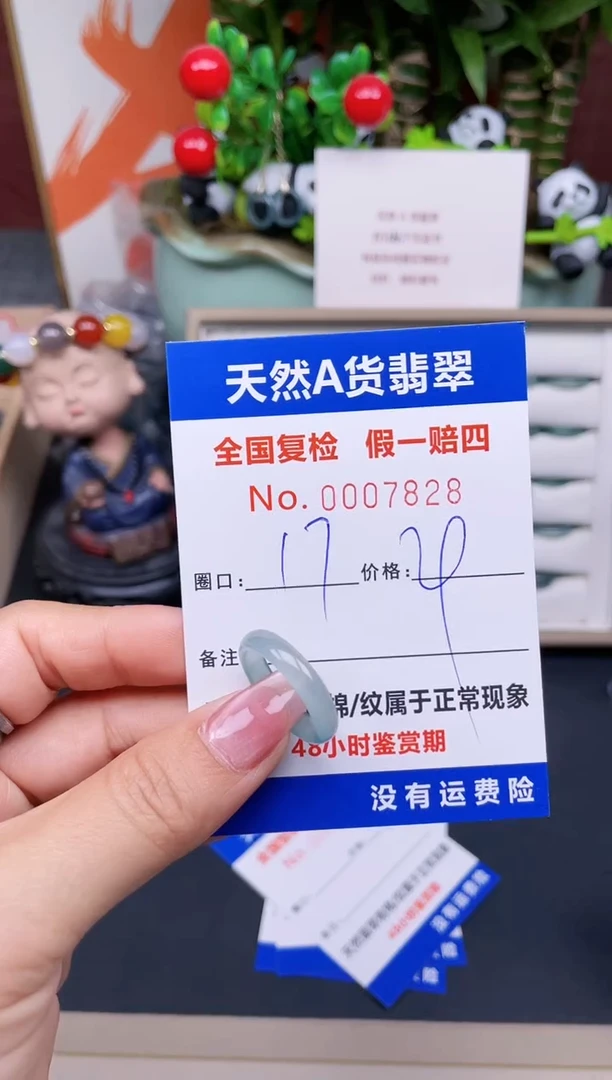 天然A货翡翠
全国复检 假一赔四
No. 0007828
圈口: 17 价格:
备注
棉/纹属于正常现象
48小时鉴赏期
没有运费险